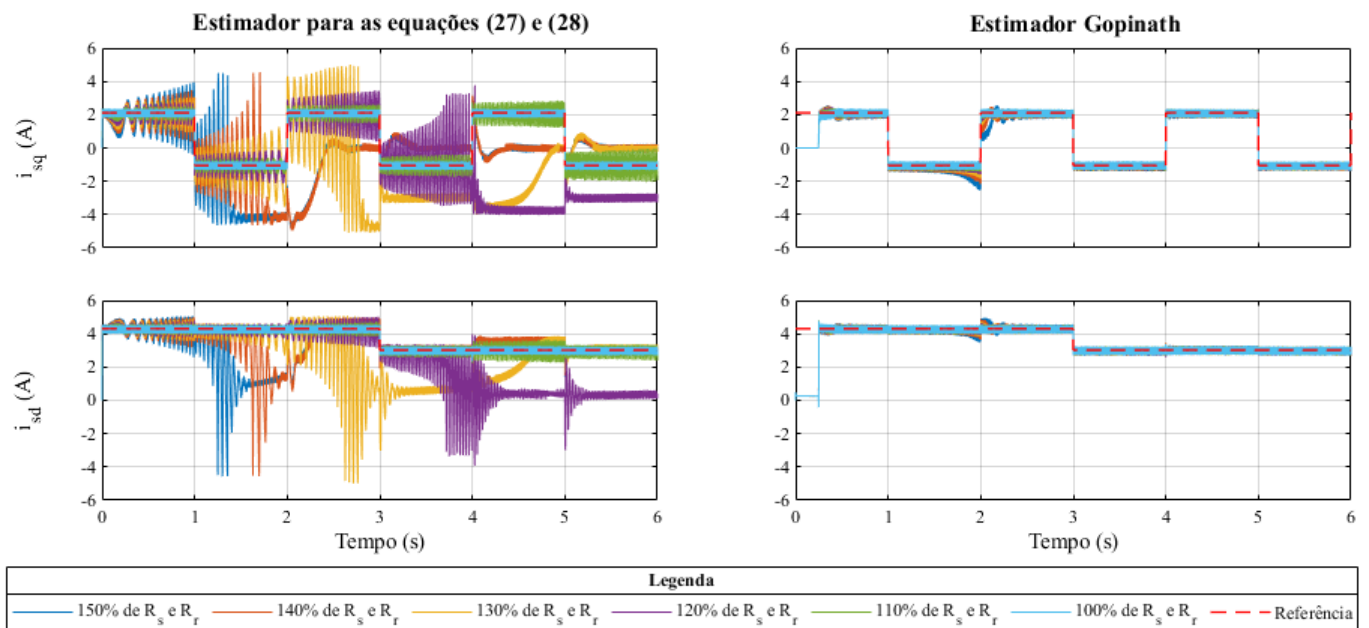 Estimador para as equações (27) e (28)
Estimador Gopinath
i_sq (A)
6
4
2
0
-2
-4
-6
6
4
2
0
-2
-4
-6
i_sd (A)
6
4
2
0
-2
-4
-6
0 1 2 3 4 5 6
Tempo (s)
6
4
2
0
-2
-4
-6
0 1 2 3 4 5 6
Tempo (s)
Legenda
150% de R_s e R_r 140% de R_s e R_r 130% de R_s e R_r 120% de R_s e R_r 110% de R_s e R_r 100% de R_s e R_r Referência